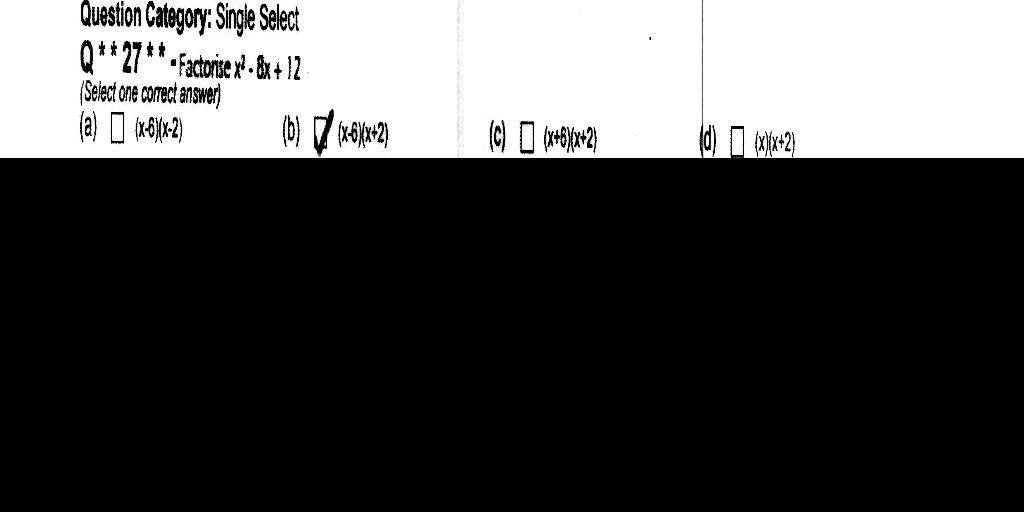 Question Category: Single Select
Q * * 27 * * - Factorise x² - 8x + 12
(Select one correct answer)
(a) ☐ (x-6)(x-2) (b) ☑ (x-6)(x+2) (c) ☐ (x+6)(x+2) (d) ☐ (x)(x+2)